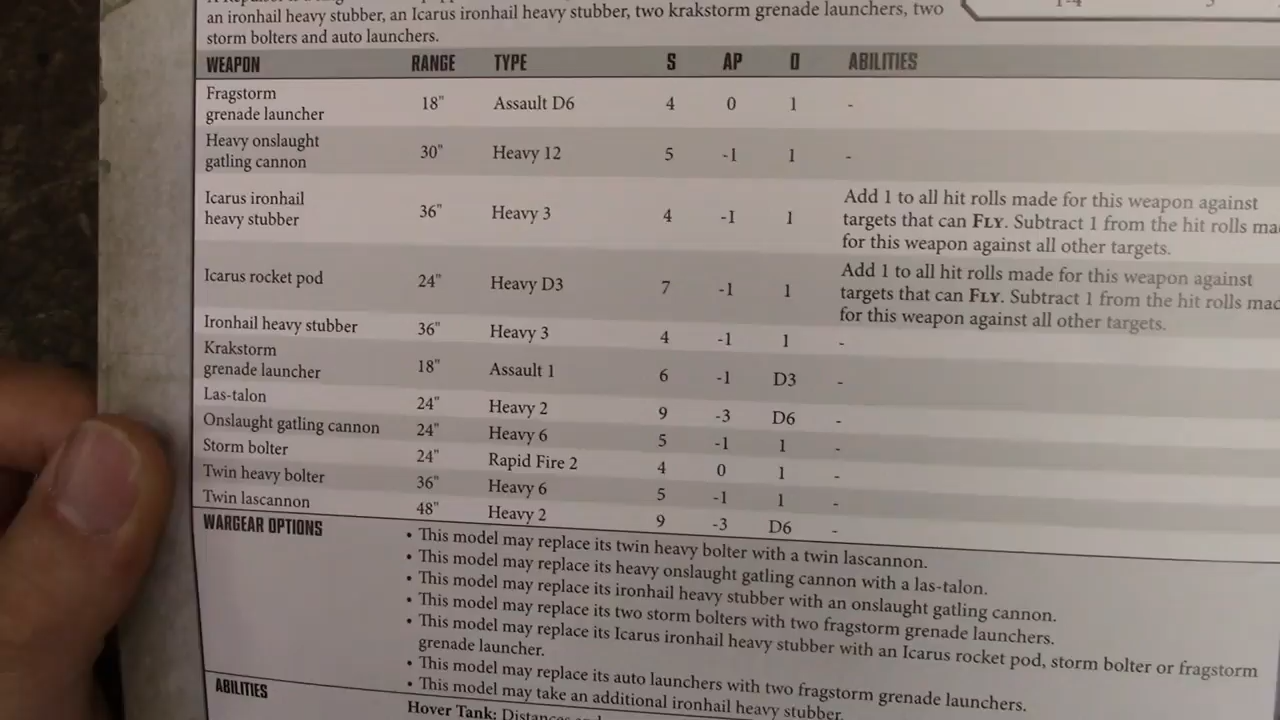 an ironhail heavy stubber, an Icarus ironhail heavy stubber, two krakstorm grenade launchers, two
storm bolters and auto launchers.
1-4 3
WEAPON RANGE TYPE S AP D ABILITIES
Fragstorm
grenade launcher 18" Assault D6 4 0 1 -
Heavy onslaught
gatling cannon 30" Heavy 12 5 -1 1 -
Icarus ironhail
heavy stubber 36" Heavy 3 4 -1 1
Add 1 to all hit rolls made for this weapon against
targets that can FLY. Subtract 1 from the hit rolls
for this weapon against all other targets.
Icarus rocket pod 24" Heavy D3 7 -1 1
Add 1 to all hit rolls made for this weapon against
targets that can FLY. Subtract 1 from the hit rolls
for this weapon against all other targets.
Ironhail heavy stubber 36" Heavy 3 4 -1 1 -
Krakstorm
grenade launcher 18" Assault 1 6 -1 D3 -
Las-talon 24" Heavy 2 9 -3 D6 -
Onslaught gatling cannon 24" Heavy 6 5 -1 1 -
Storm bolter 24" Rapid Fire 2 4 0 1 -
Twin heavy bolter 36" Heavy 6 5 -1 1 -
Twin lascannon 48" Heavy 2 9 -3 D6 -
WARGEAR OPTIONS
• This model may replace its twin heavy bolter with a twin lascannon.
• This model may replace its heavy onslaught gatling cannon with a las-talon.
• This model may replace its ironhail heavy stubber with an onslaught gatling cannon.
• This model may replace its two storm bolters with two fragstorm grenade launchers.
• This model may replace its Icarus ironhail heavy stubber with an Icarus rocket pod, storm bolter or fragstorm
grenade launcher.
• This model may replace its auto launchers with two fragstorm grenade launchers.
• This model may take an additional ironhail heavy stubber.
ABILITIES
Hover Tank: